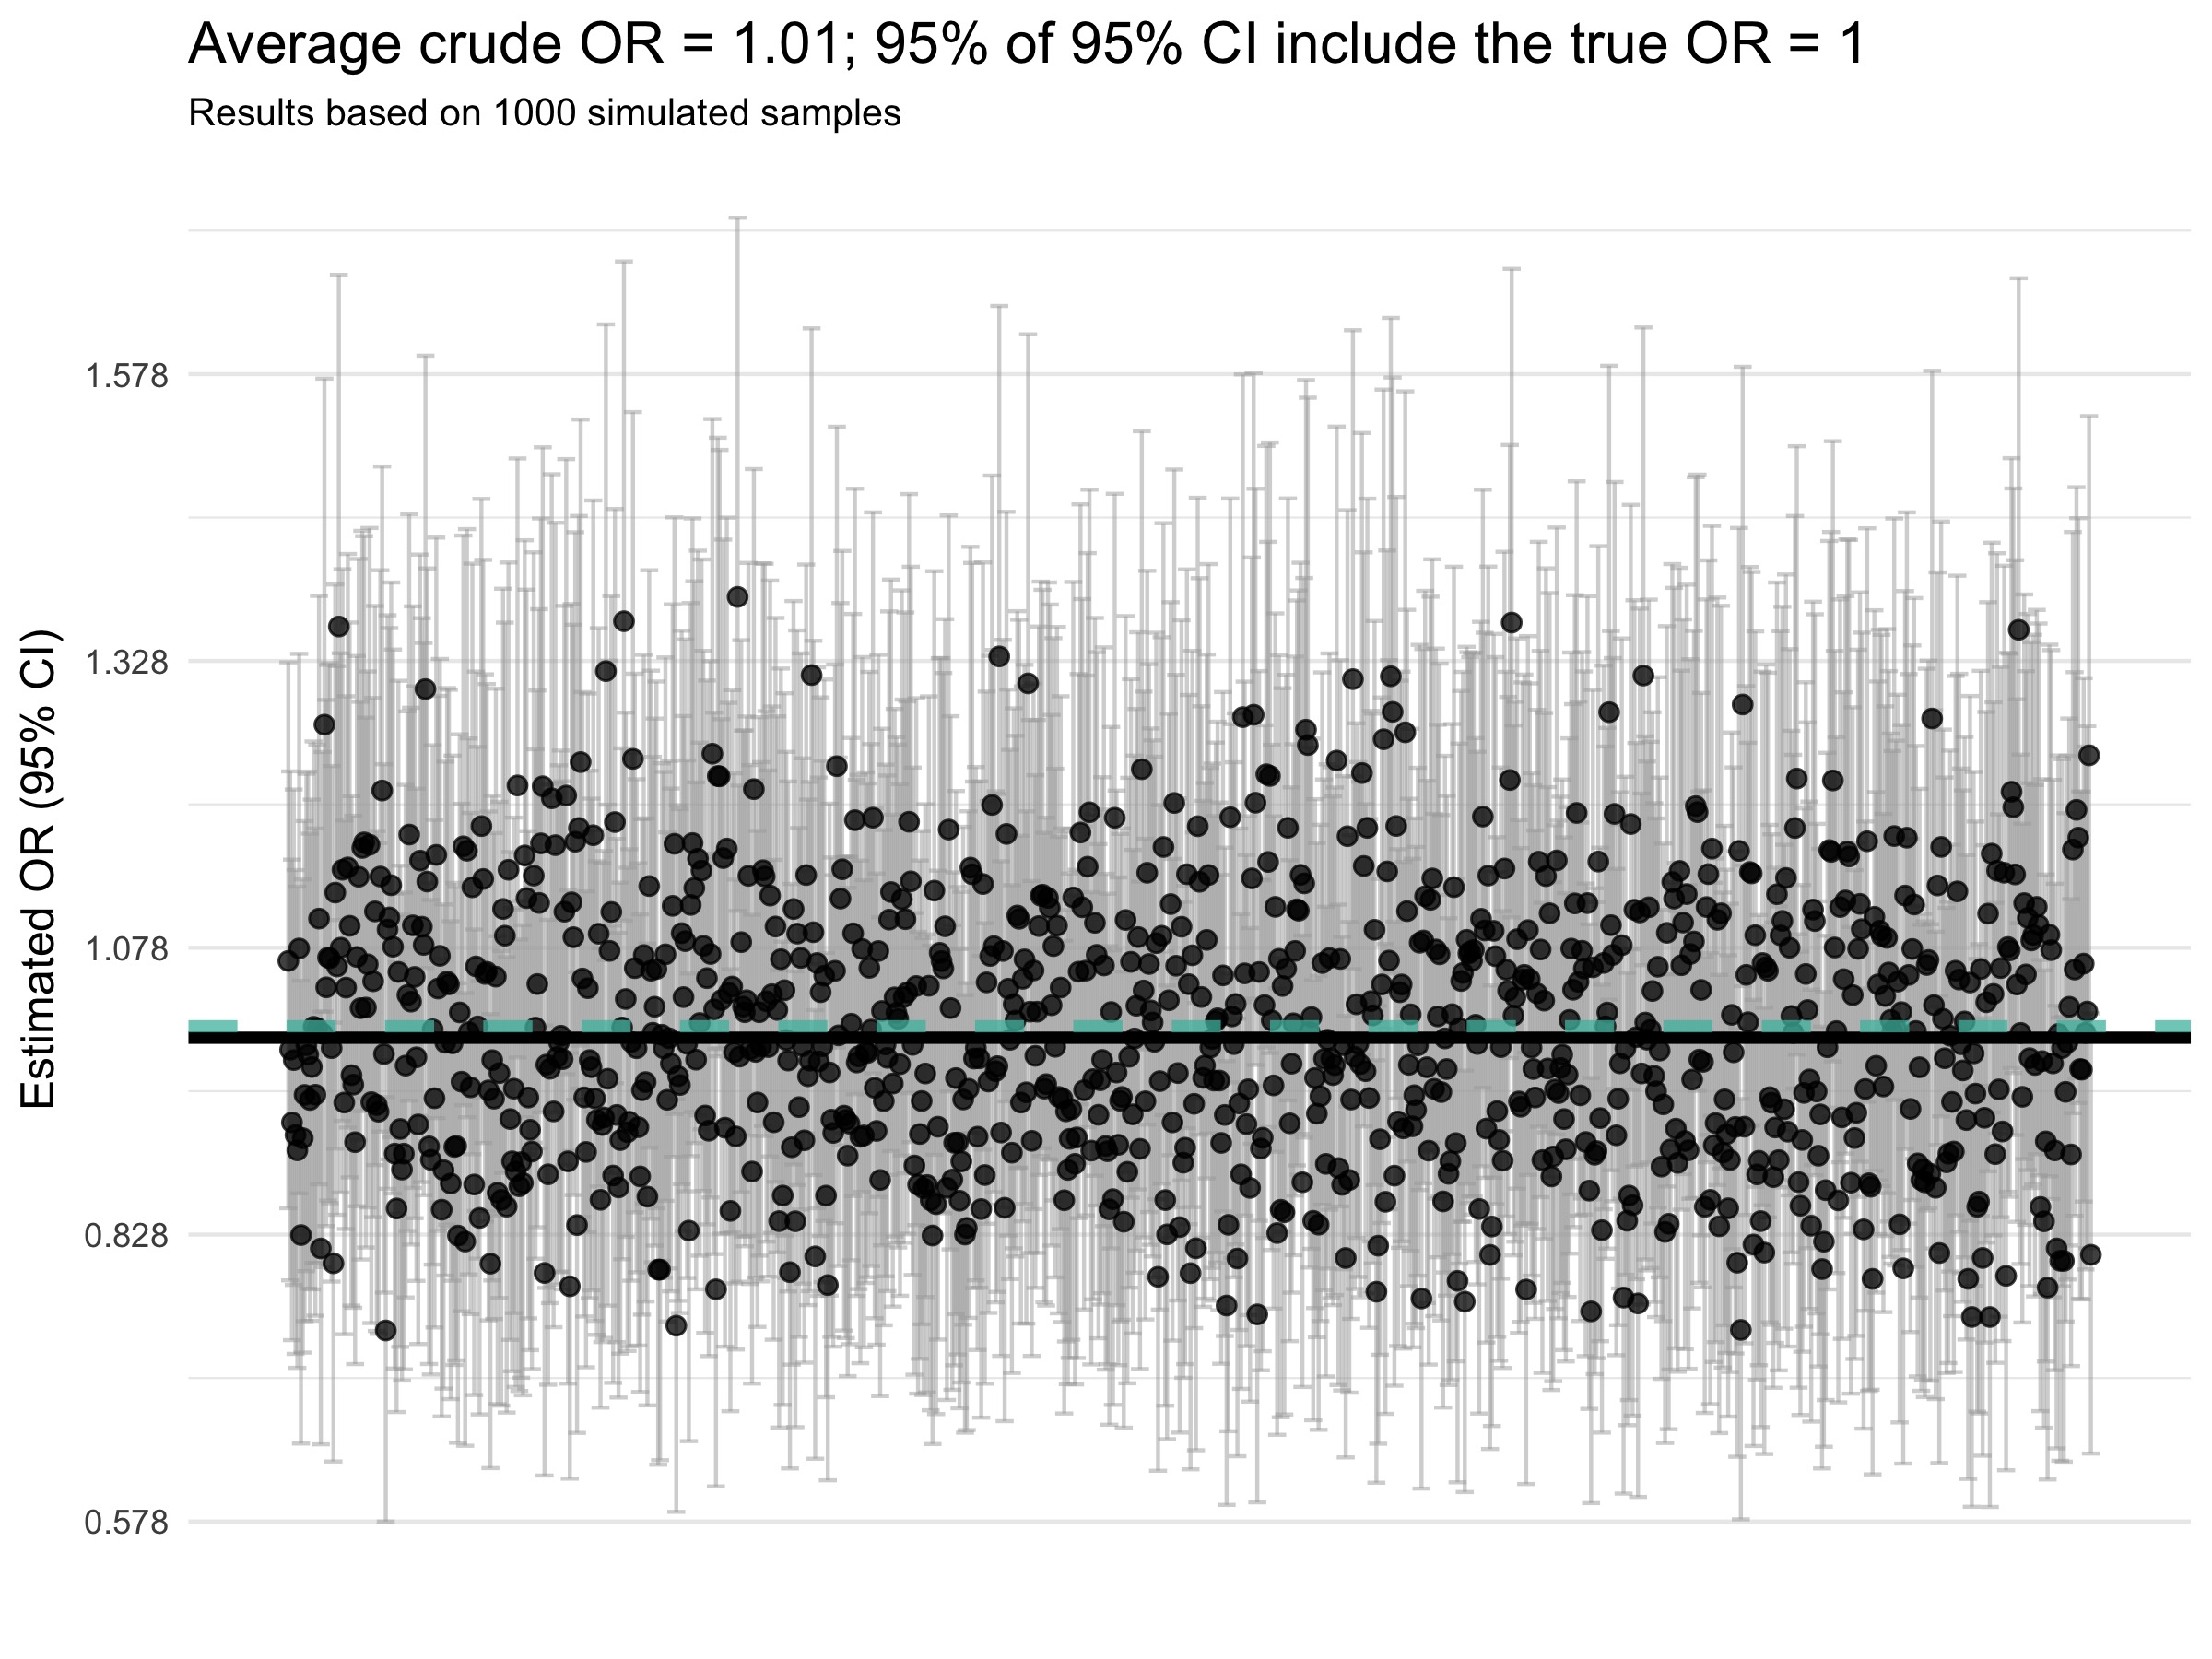 Average crude OR = 1.01; 95% of 95% CI include the true OR = 1
Results based on 1000 simulated samples
Estimated OR (95% CI)
1.578
1.328
1.078
0.828
0.578